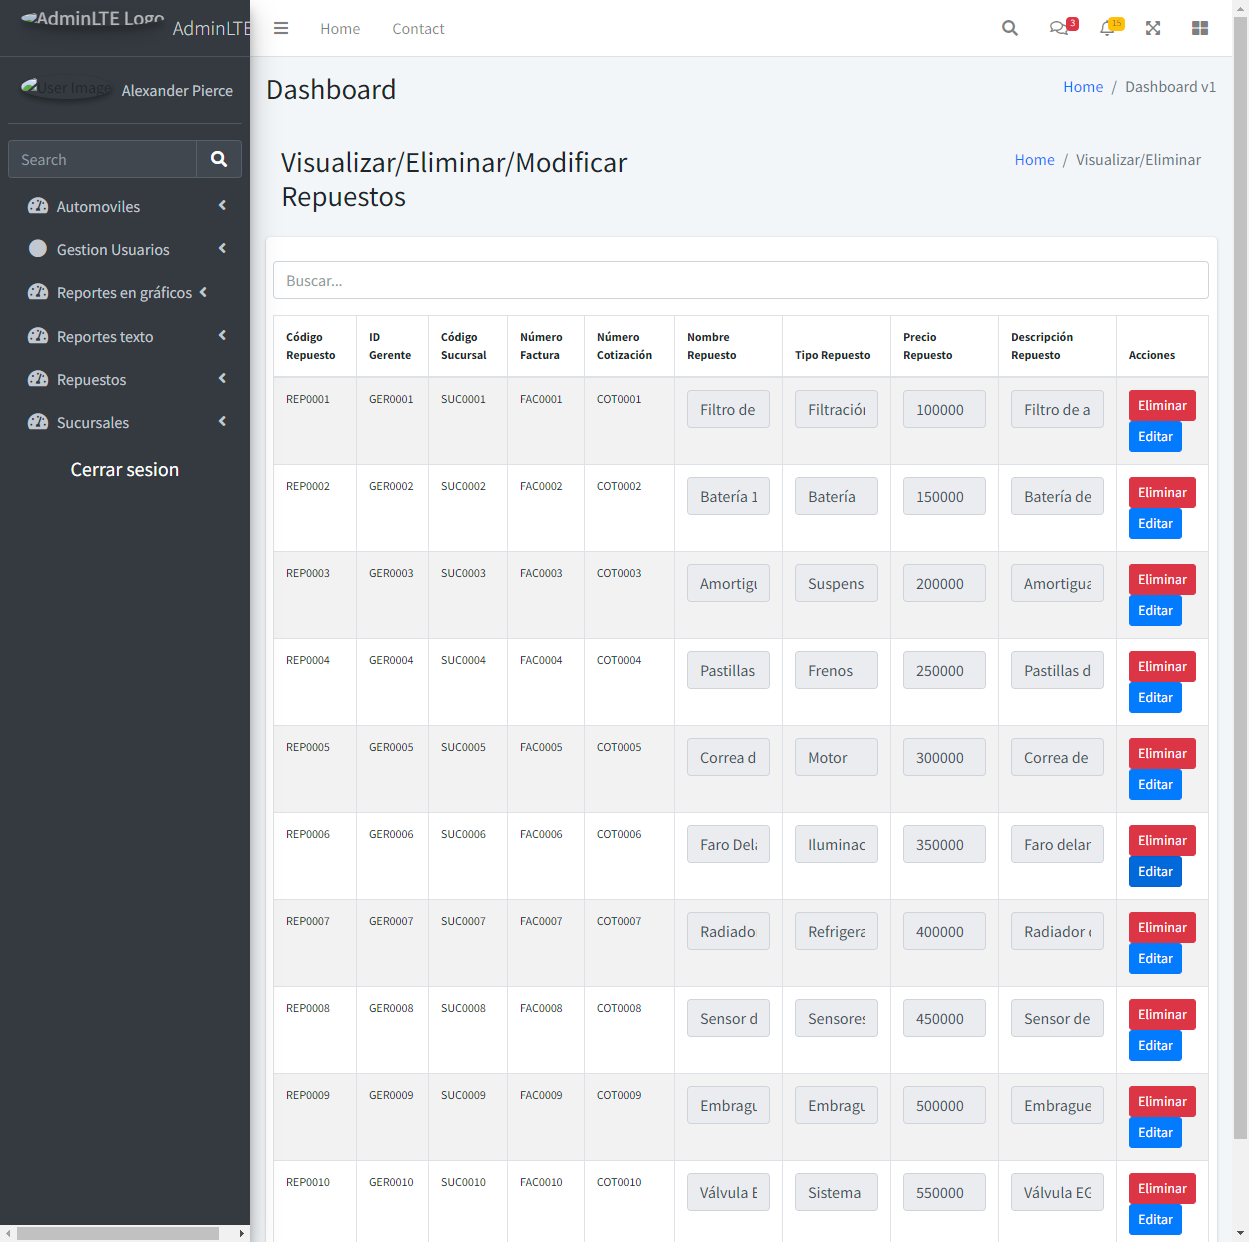 AdminLTE Logo
AdminLTE
Home
Contact
3
15
User Image
Alexander Pierce
Dashboard
Home / Dashboard v1
Search
Visualizar/Eliminar/Modificar
Repuestos
Home / Visualizar/Eliminar
Automoviles
Gestion Usuarios
Reportes en gráficos
Reportes texto
Repuestos
Sucursales
Cerrar sesion
Buscar...
Código Repuesto ID Gerente Código Sucursal Número Factura Número Cotización Nombre Repuesto Tipo Repuesto Precio Repuesto Descripción Repuesto Acciones
REP0001 GER0001 SUC0001 FAC0001 COT0001 Filtro de Filtración 100000 Filtro de a Eliminar
Editar
REP0002 GER0002 SUC0002 FAC0002 COT0002 Batería 1 Batería 150000 Batería de Eliminar
Editar
REP0003 GER0003 SUC0003 FAC0003 COT0003 Amortigu Suspens 200000 Amortigua Eliminar
Editar
REP0004 GER0004 SUC0004 FAC0004 COT0004 Pastillas Frenos 250000 Pastillas d Eliminar
Editar
REP0005 GER0005 SUC0005 FAC0005 COT0005 Correa d Motor 300000 Correa de Eliminar
Editar
REP0006 GER0006 SUC0006 FAC0006 COT0006 Faro Dela Iluminac 350000 Faro delan Eliminar
Editar
REP0007 GER0007 SUC0007 FAC0007 COT0007 Radiador Refrigera 400000 Radiador d Eliminar
Editar
REP0008 GER0008 SUC0008 FAC0008 COT0008 Sensor d Sensores 450000 Sensor de Eliminar
Editar
REP0009 GER0009 SUC0009 FAC0009 COT0009 Embragu Embragu 500000 Embrague Eliminar
Editar
REP0010 GER0010 SUC0010 FAC0010 COT0010 Válvula E Sistema 550000 Válvula EG Eliminar
Editar